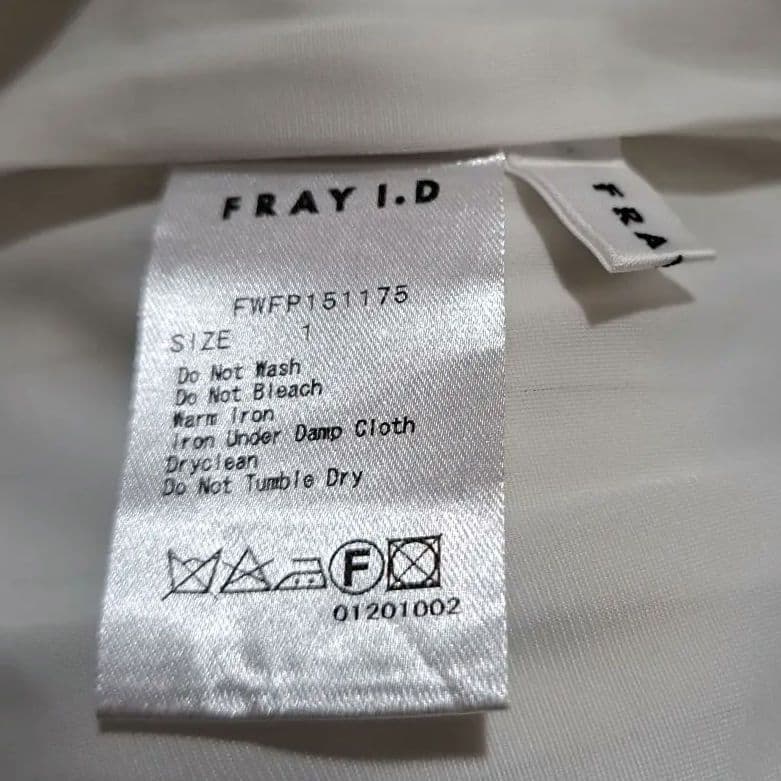 FRAY I.D
FRA
FWFP151175
SIZE 1
Do Not Wash
Do Not Bleach
Warm Iron
Iron Under Damp Cloth
Dryclean
Do Not Tumble Dry
F
01201002